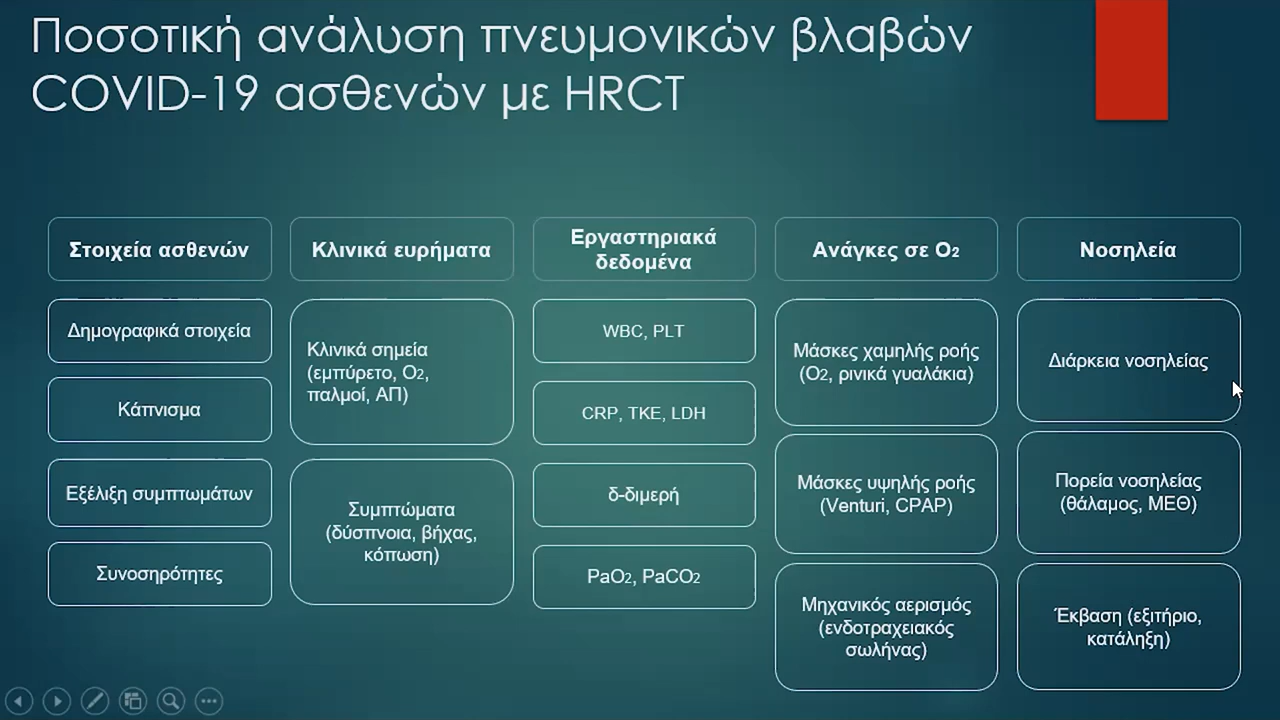 Ποσοτική ανάλυση πνευμονικών βλαβών
COVID-19 ασθενών με HRCT
Στοιχεία ασθενών
Δημογραφικά στοιχεία
Κάπνισμα
Εξέλιξη συμπτωμάτων
Συνοσηρότητες
Κλινικά ευρήματα
Κλινικά σημεία
(εμπύρετο, O2,
παλμοί, ΑΠ)
Συμπτώματα
(δύσπνοια, βήχας,
κόπωση)
Εργαστηριακά
δεδομένα
WBC, PLT
CRP, TKE, LDH
δ-διμερή
PaO2, PaCO2
Ανάγκες σε O2
Μάσκες χαμηλής ροής
(O2, ρινικά γυαλάκια)
Μάσκες υψηλής ροής
(Venturi, CPAP)
Μηχανικός αερισμός
(ενδοτραχειακός
σωλήνας)
Νοσηλεία
Διάρκεια νοσηλείας
Πορεία νοσηλείας
(θάλαμος, ΜΕΘ)
Έκβαση (εξιτήριο,
κατάληξη)